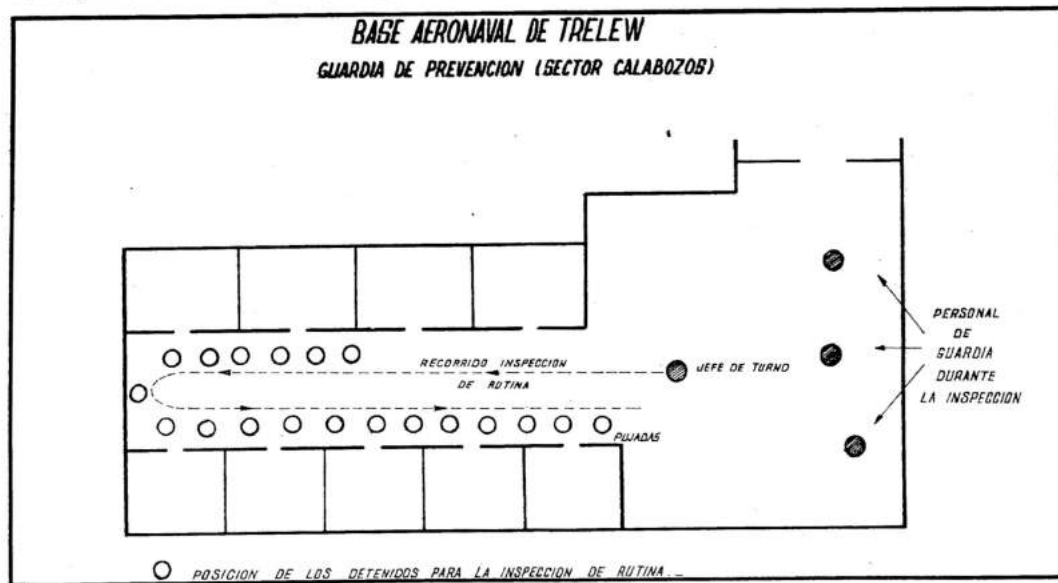 BASE AERONAVAL DE TRELEW
GUARDIA DE PREVENCION (SECTOR CALABOZOS)
RECORRIDO INSPECCION
DE RUTINA
JEFE DE TURNO
PERSONAL
DE
GUARDIA
DURANTE
LA INSPECCION
PUJADAS
POSICION DE LOS DETENIDOS PARA LA INSPECCION DE RUTINA._